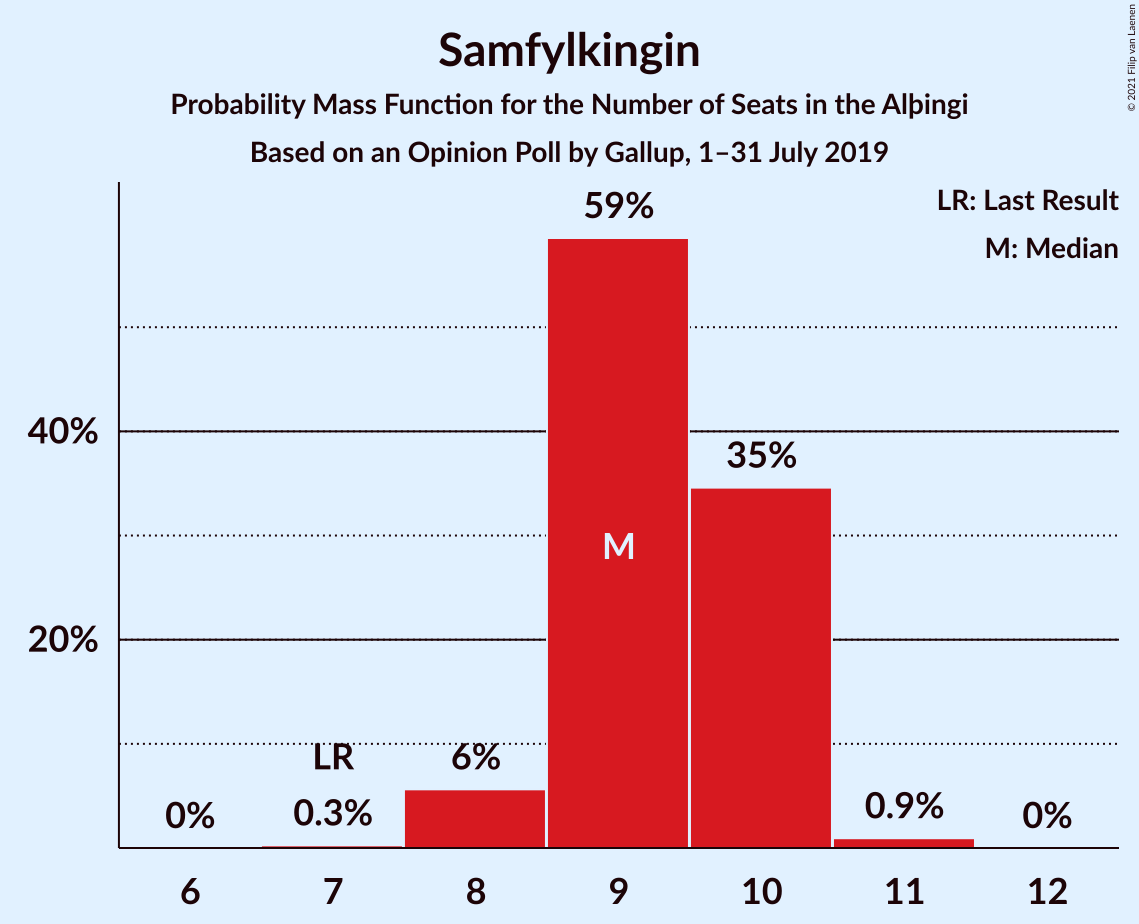 Samfylkingin
Probability Mass Function for the Number of Seats in the Alþingi
Based on an Opinion Poll by Gallup, 1–31 July 2019
© 2021 Filip van Laenen
LR: Last Result
M: Median
59%
40%
35%
M
20%
LR
6%
0%
0.3%
0.9%
0%
6 7 8 9 10 11 12